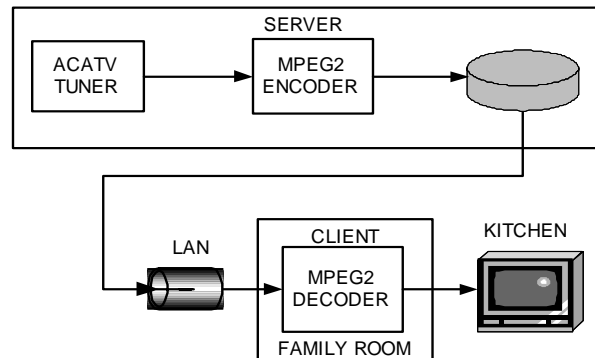 SERVER
ACATV
TUNER
MPEG2
ENCODER
LAN
CLIENT
KITCHEN
MPEG2
DECODER
FAMILY ROOM